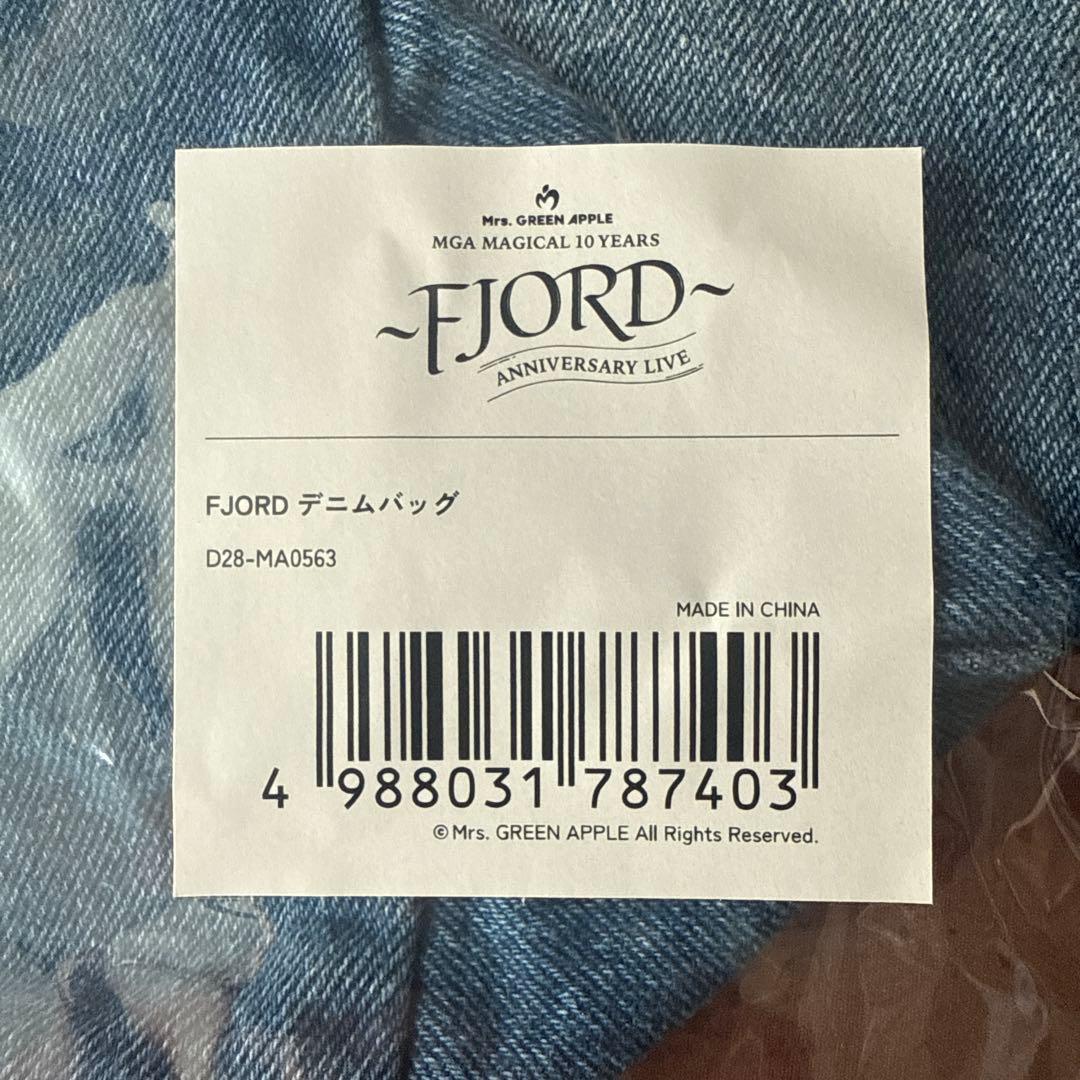 Mrs. GREEN APPLE
MGA MAGICAL 10 YEARS
~FJORD~
ANNIVERSARY LIVE
FJORD デニムバッグ
D28-MA0563
MADE IN CHINA
4 988031 787403
©Mrs. GREEN APPLE All Rights Reserved.